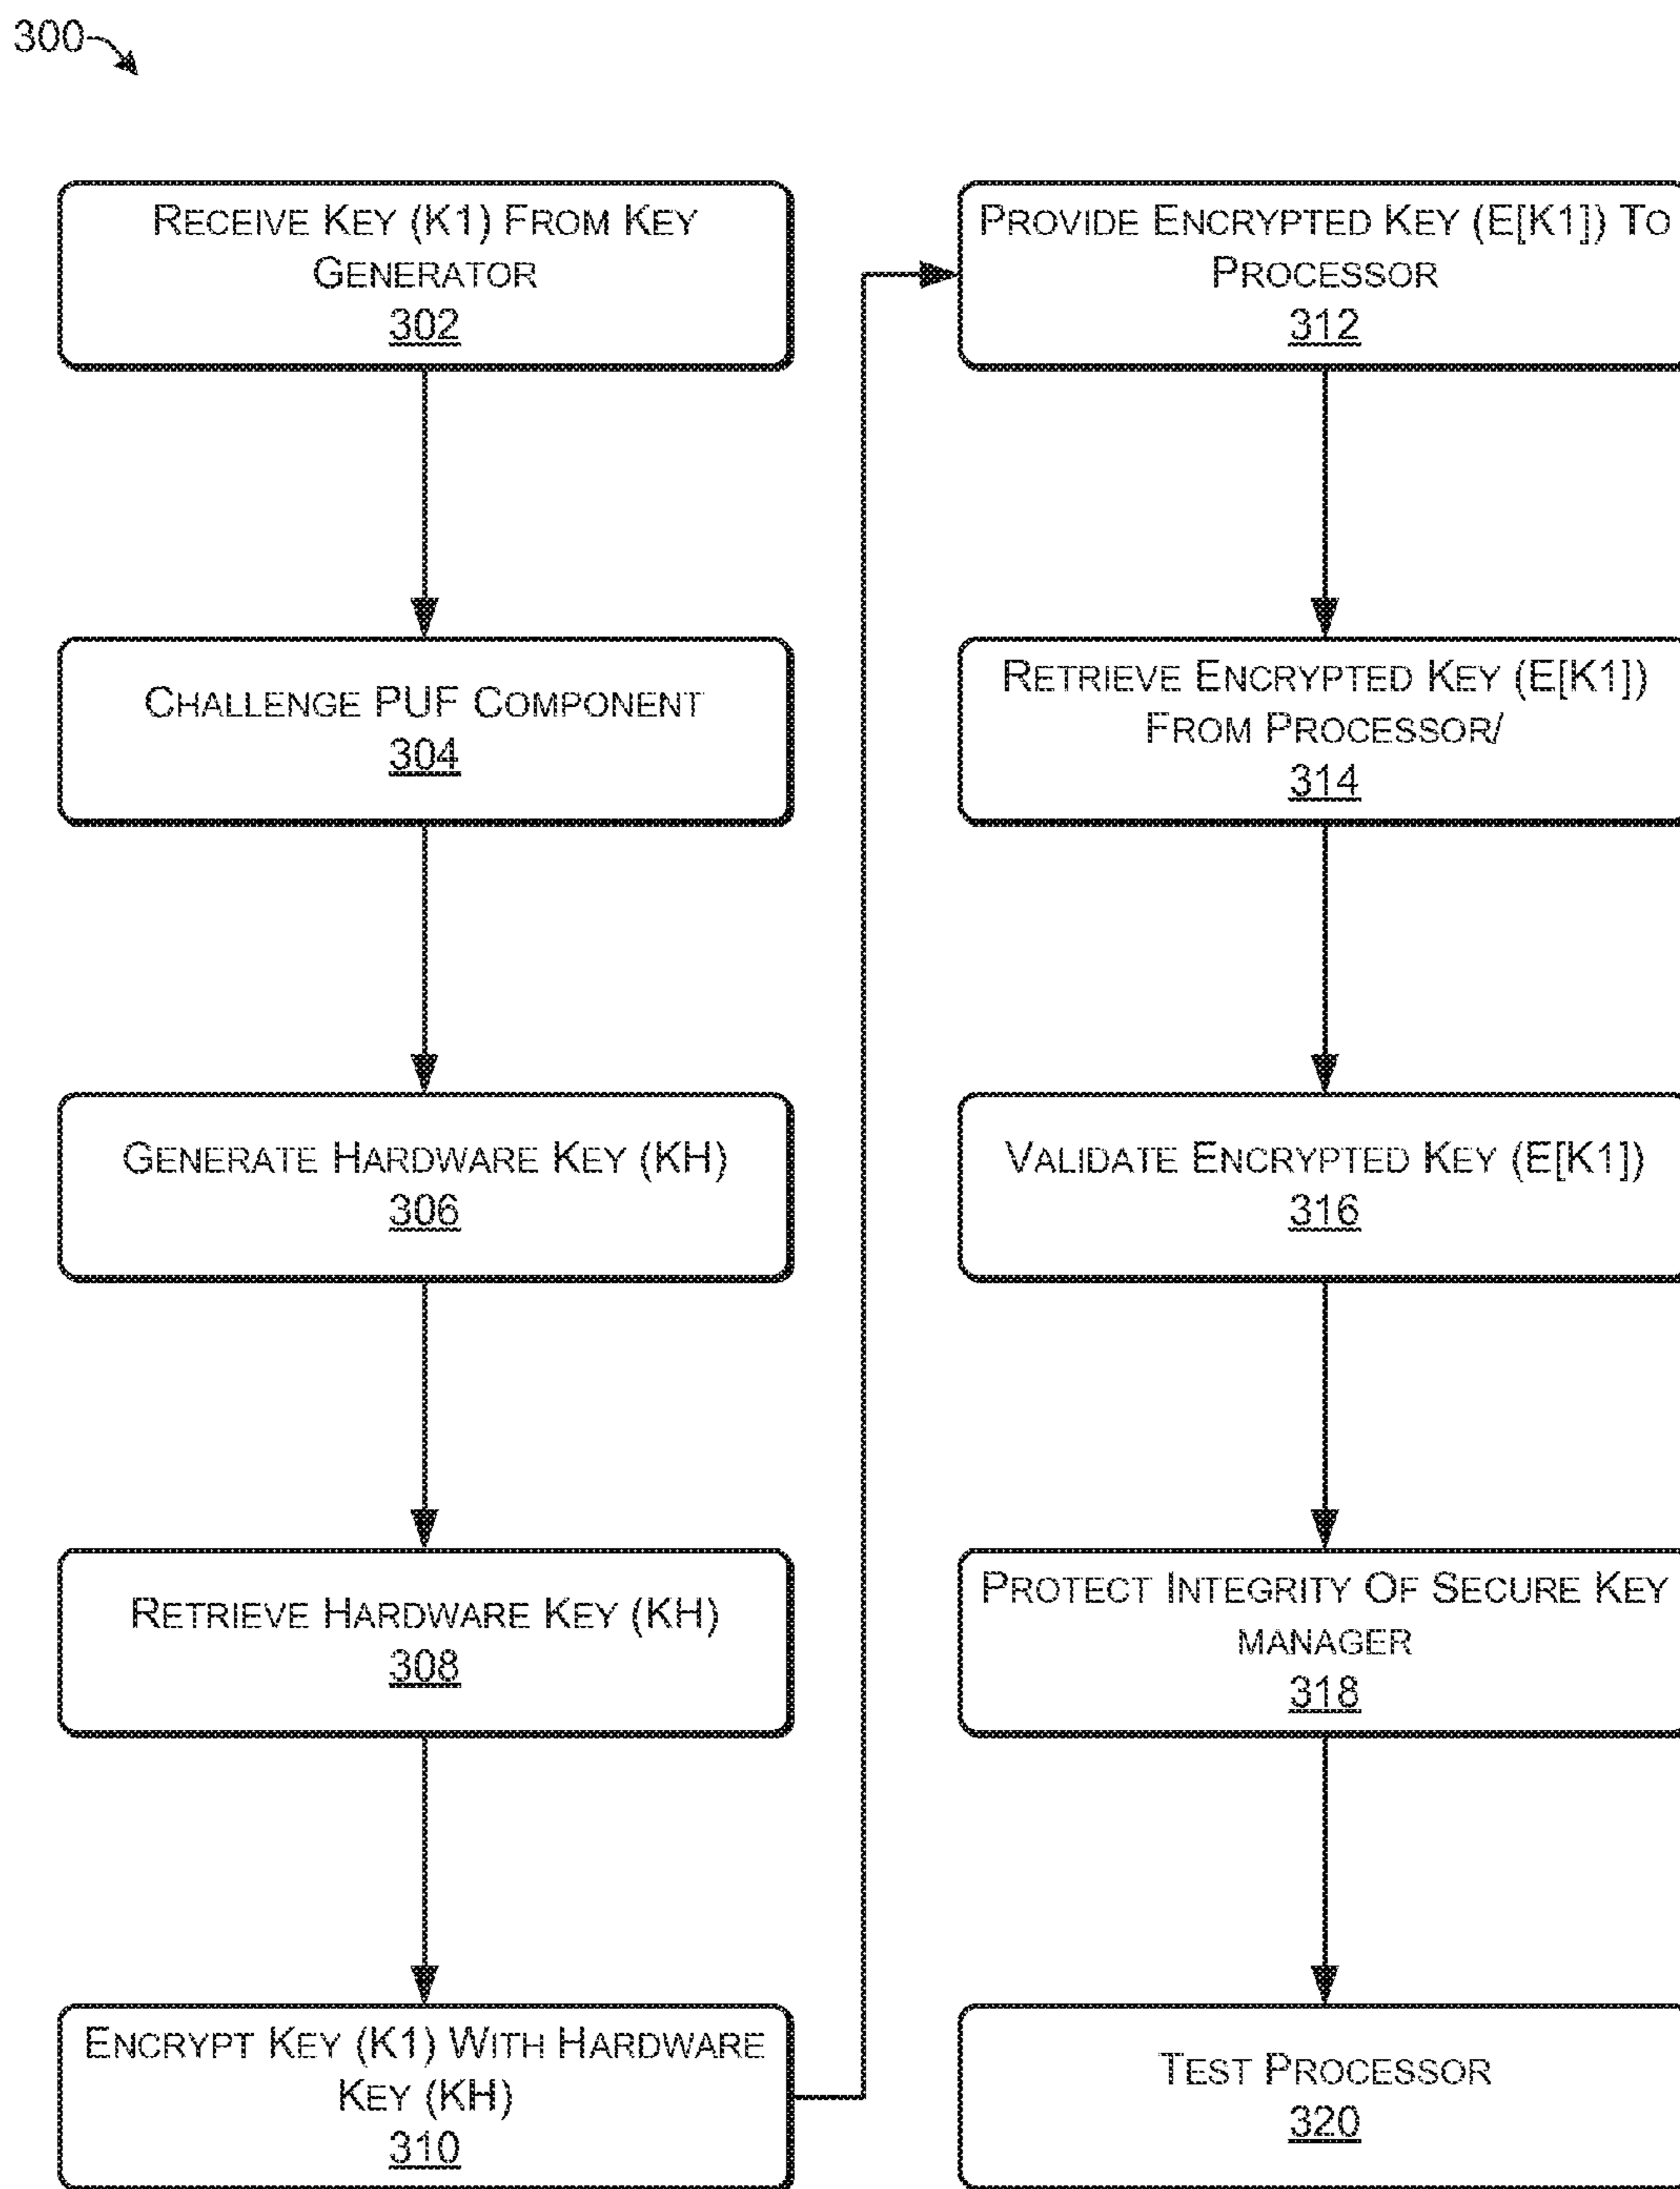 300
RECEIVE KEY (K1) FROM KEY
GENERATOR
302
CHALLENGE PUF COMPONENT
304
GENERATE HARDWARE KEY (KH)
306
RETRIEVE HARDWARE KEY (KH)
308
ENCRYPT KEY (K1) WITH HARDWARE
KEY (KH)
310
PROVIDE ENCRYPTED KEY (E[K1]) TO
PROCESSOR
312
RETRIEVE ENCRYPTED KEY (E[K1])
FROM PROCESSOR/
314
VALIDATE ENCRYPTED KEY (E[K1])
316
PROTECT INTEGRITY OF SECURE KEY
MANAGER
318
TEST PROCESSOR
320